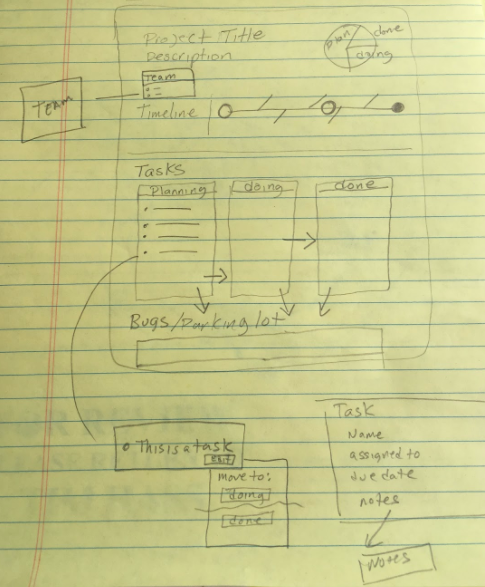 Project Title
Description
plan
done
doing
Team
Team
Timeline
Tasks
Planning
doing
done
Bugs/Parking lot
This is a task
Edit
move to:
doing
done
Task
Name
assigned to
due date
notes
Notes